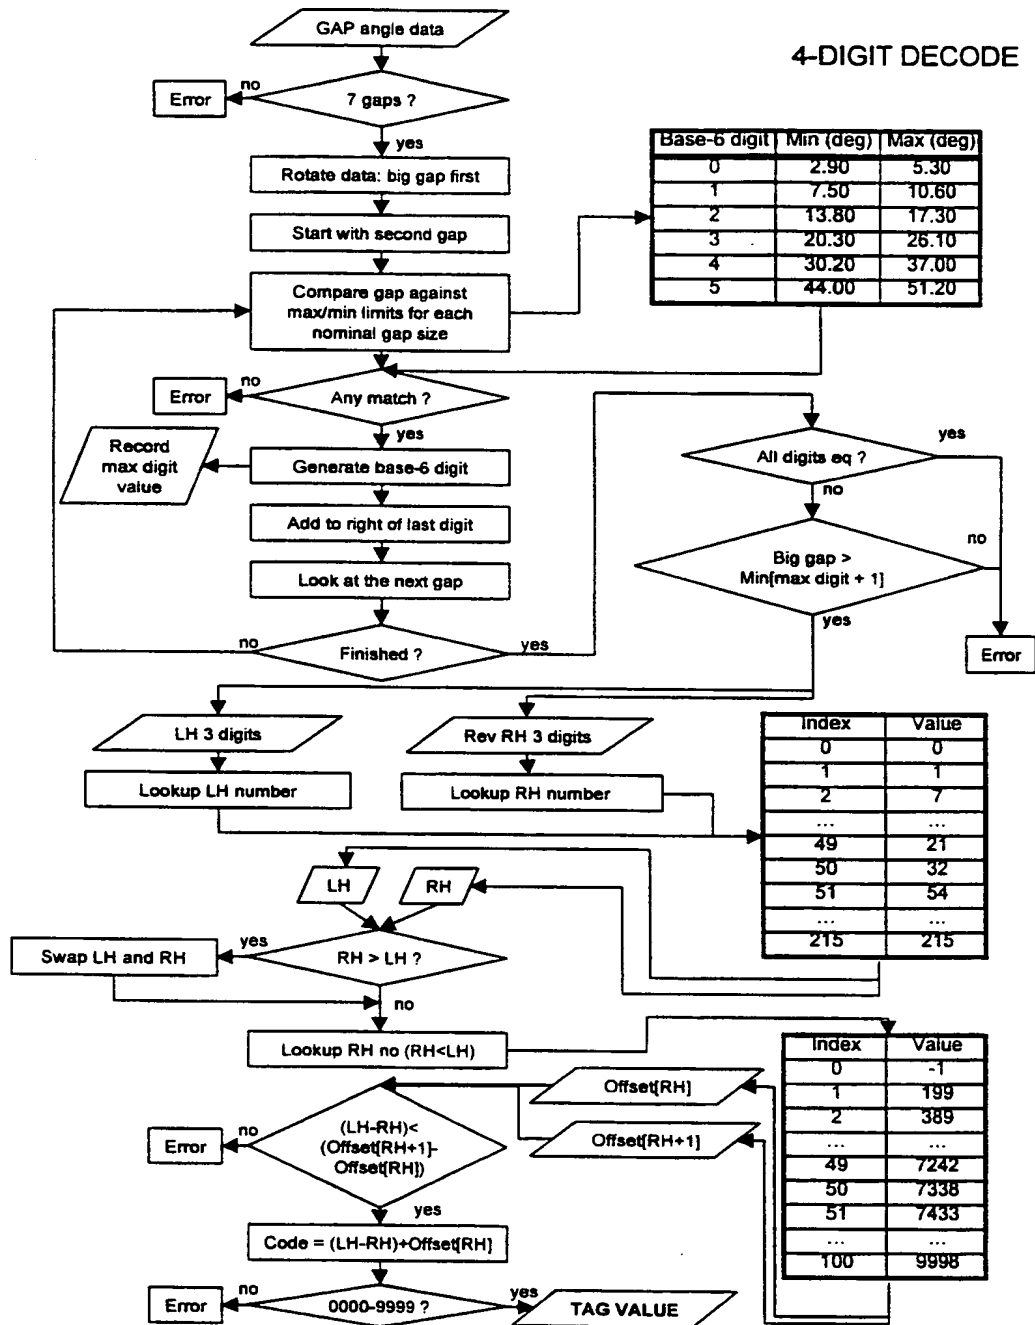 GAP angle data
4-DIGIT DECODE
no
Error
7 gaps ?
yes
Rotate data: big gap first
Start with second gap
Compare gap against
max/min limits for each
nominal gap size
Base-6 digit Min (deg) Max (deg)
0 2.90 5.30
1 7.50 10.60
2 13.80 17.30
3 20.30 26.10
4 30.20 37.00
5 44.00 51.20
no
Error
Any match ?
yes
Record
max digit
value
Generate base-6 digit
Add to right of last digit
Look at the next gap
no
Finished ?
yes
All digits eq ?
yes
no
Big gap >
Min[max digit + 1]
no
yes
Error
LH 3 digits
Rev RH 3 digits
Lookup LH number
Lookup RH number
Index Value
0 0
1 1
2 7
... ...
49 21
50 32
51 54
... ...
215 215
LH
RH
yes
Swap LH and RH
RH > LH ?
no
Lookup RH no (RH<LH)
Index Value
0 -1
1 199
2 389
... ...
49 7242
50 7338
51 7433
... ...
100 9998
Offset[RH]
Offset[RH+1]
(LH-RH)<
(Offset[RH+1]-
Offset[RH])
no
Error
yes
Code = (LH-RH)+Offset[RH]
no
Error
0000-9999 ?
yes
TAG VALUE